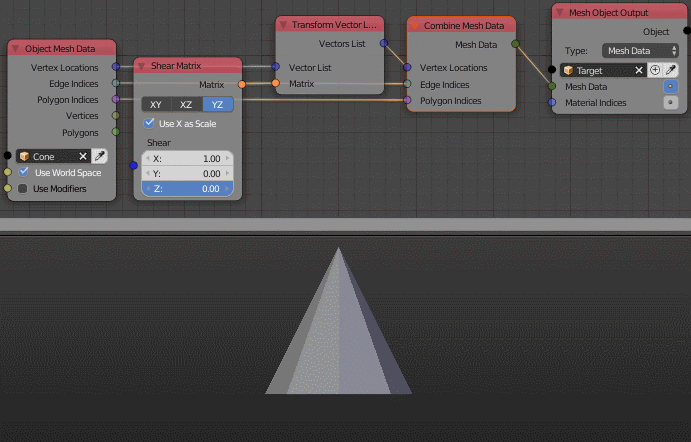 Object Mesh Data
Vertex Locations
Edge Indices
Polygon Indices
Vertices
Polygons
Cone
Use World Space
Use Modifiers
Shear Matrix
Matrix
XY XZ YZ
Use X as Scale
Shear
X: 1.00
Y: 0.00
Z: 0.00
Transform Vector L...
Vectors List
Vector List
Matrix
Combine Mesh Data
Mesh Data
Vertex Locations
Edge Indices
Polygon Indices
Mesh Object Output
Object
Type: Mesh Data
Target
Mesh Data
Material Indices